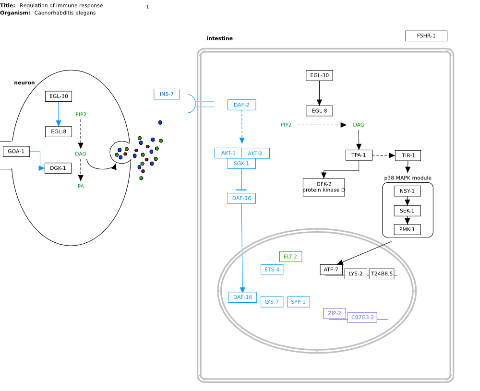 Title: Regulation of immune response
1
Organism: Caenorhabditis elegans
FSHR-1
intestine
neuron
EGL-30
INS-7
PIP2
EGL-8
GOA-1
DAG
DGK-1
PA
DAF-2
AKT-1
AKT-2
SGK-1
DAF-16
EGL-30
EGL-8
PIP2
DAG
TPA-1
TIR-1
DFK-2
protein kinase D
p38 MAPK module
NSY-1
SEK-1
PMK-1
ELT-2
ETS-4
ATF-7
LYS-2
T24B8.5
DAF-16
LYS-7
SPP-1
ZIP-2
C07G3.2